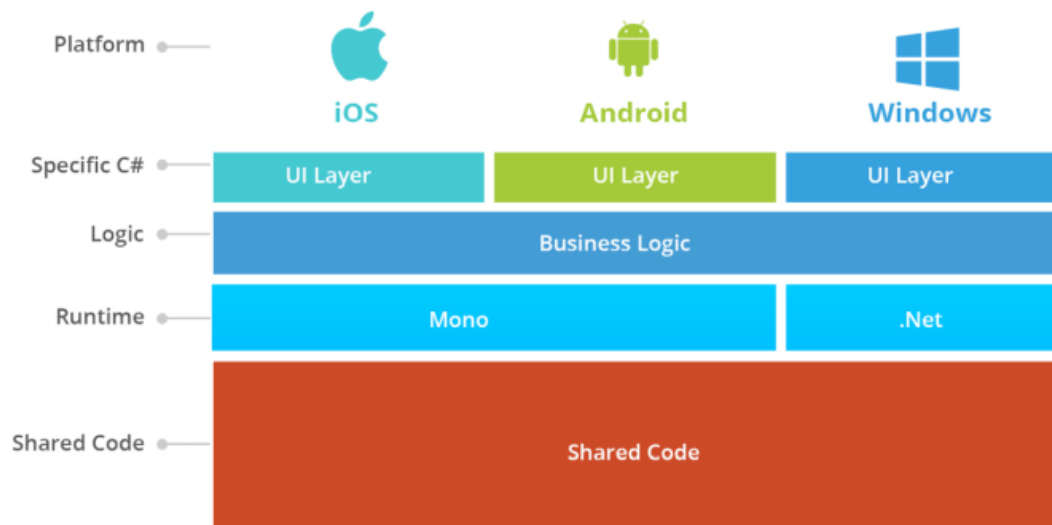 Platform
iOS
Android
Windows
Specific C#
UI Layer
UI Layer
UI Layer
Logic
Business Logic
Runtime
Mono
.Net
Shared Code
Shared Code